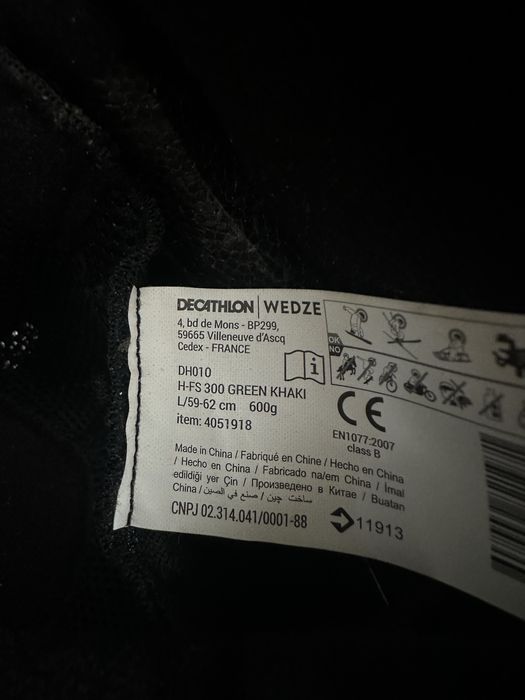 DECATHLON | WEDZE
4, bd de Mons - BP299,
59665 Villeneuve d'Ascq
Cedex - FRANCE
OK
NO
DH010
H-FS 300 GREEN KHAKI
L/59-62 cm 600g
item: 4051918
i
CE
EN1077:2007
class B
Made in China / Fabriqué en Chine / Hecho en China
/ Hecho en China / Fabricado na/em China / Imal
edildiği yer Çin / Произведено в Китае / Buatan
China / ساخت چین / صنع في الصين
CNPJ 02.314.041/0001-88
11913